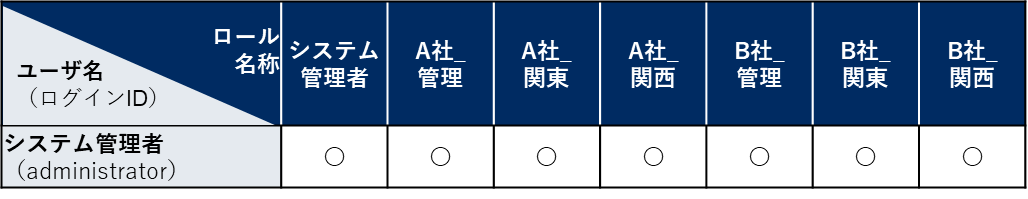 ロール
名称
ユーザ名
（ログインID）
システム
管理者
A社_
管理
A社_
関東
A社_
関西
B社_
管理
B社_
関東
B社_
関西
システム管理者
（administrator）
○ ○ ○ ○ ○ ○ ○